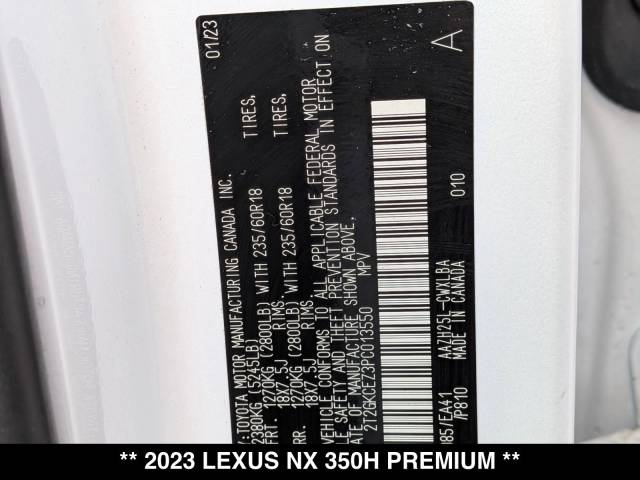 :TOYOTA MOTOR MANUFACTURING CANADA INC. 01/23
2380KG (5245LB)
FRT. 1270KG (2800LB) WITH 235/60R18 TIRES,
18X7.5J RIMS.
RR. 1270KG (2800LB) WITH 235/60R18 TIRES,
18X7.5J RIMS.
VEHICLE CONFORMS TO ALL APPLICABLE FEDERAL MOTOR
SAFETY AND THEFT PREVENTION STANDARDS IN EFFECT ON
DATE OF MANUFACTURE SHOWN ABOVE.
2T2GKCEZ3PC013550 MPV
A
085/EA41 AAZH25L-CWXLBA 010
/P810 MADE IN CANADA
** 2023 LEXUS NX 350H PREMIUM **